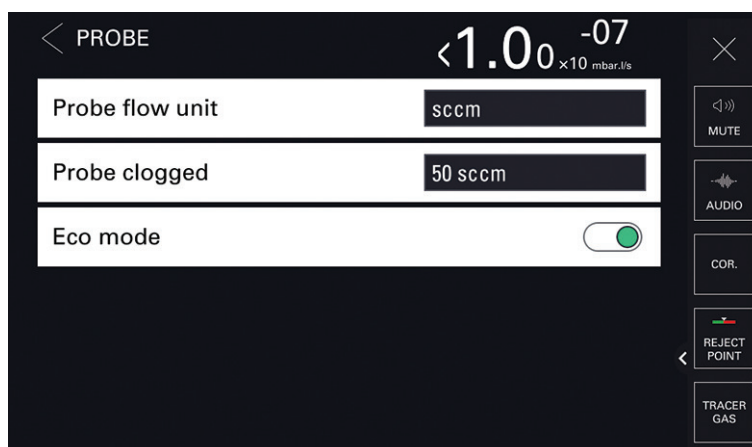 PROBE
<1.00 x10 -07 mbar.l/s
Probe flow unit
sccm
Probe clogged
50 sccm
Eco mode
MUTE
AUDIO
COR.
REJECT
POINT
TRACER
GAS